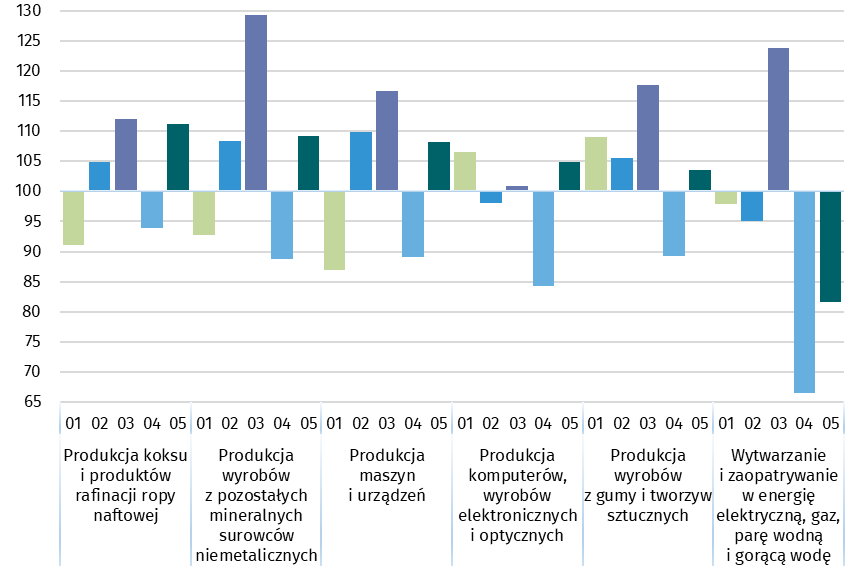 130
125
120
115
110
105
100
95
90
85
80
75
70
65
01 02 03 04 05 01 02 03 04 05 01 02 03 04 05 01 02 03 04 05 01 02 03 04 05 01 02 03 04 05
Produkcja koksu
i produktów
rafinacji ropy
naftowej
Produkcja
wyrobów
z pozostałych
mineralnych
surowców
niemetalicznych
Produkcja
maszyn
i urządzeń
Produkcja
komputerów,
wyrobów
elektronicznych
i optycznych
Produkcja
wyrobów
z gumy i tworzyw
sztucznych
Wytwarzanie
i zaopatrywanie
w energię
elektryczną, gaz,
parę wodną
i gorącą wodę